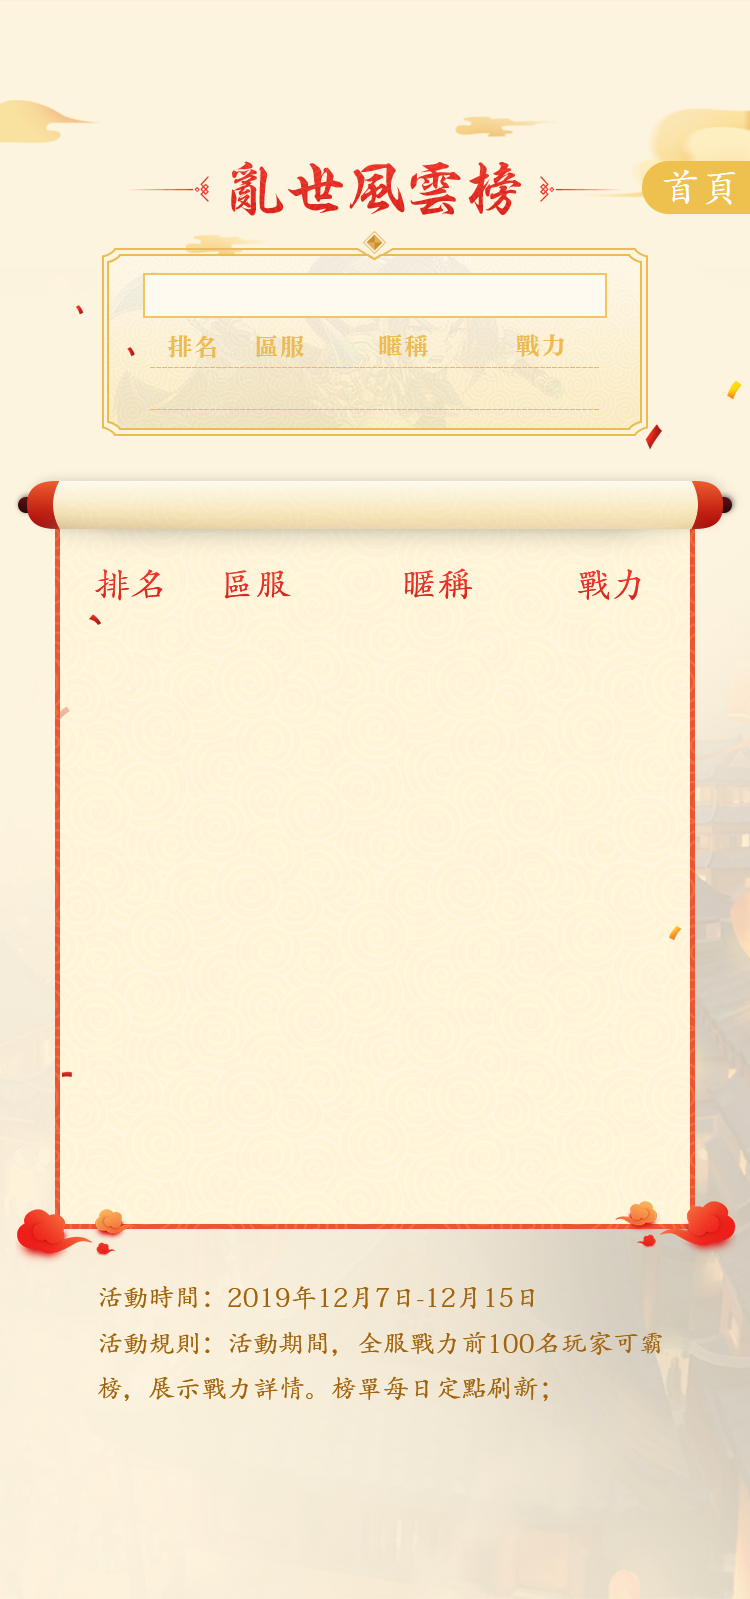 亂世風雲榜
首頁
排名 區服 暱稱 戰力
排名 區服 暱稱 戰力
活動時間：2019年12月7日-12月15日
活動規則：活動期間，全服戰力前100名玩家可霸
榜，展示戰力詳情。榜單每日定點刷新；